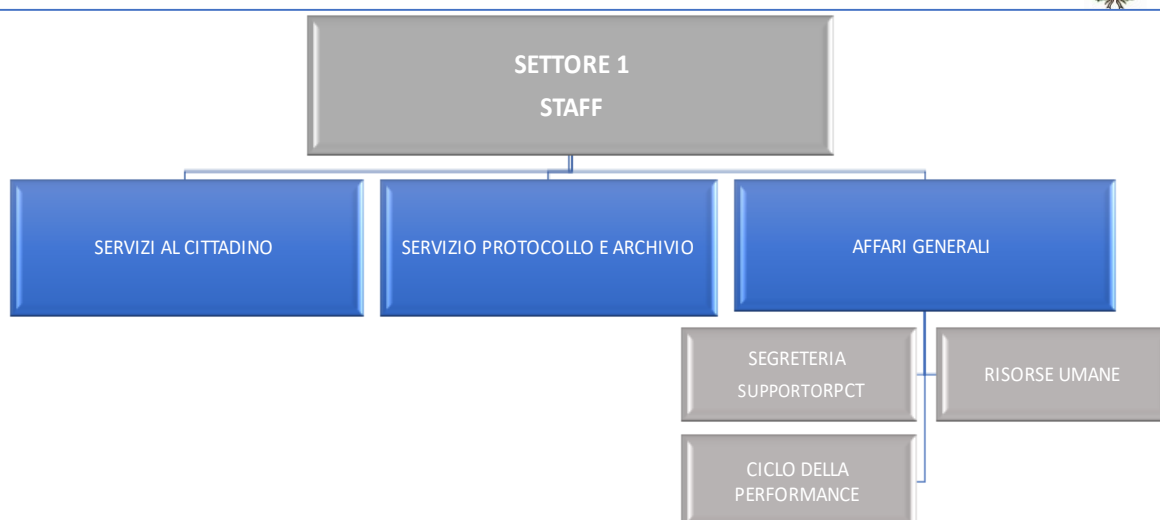 SETTORE 1
STAFF
SERVIZI AL CITTADINO
SERVIZIO PROTOCOLLO E ARCHIVIO
AFFARI GENERALI
SEGRETERIA
SUPPORTORPCT
RISORSE UMANE
CICLO DELLA
PERFORMANCE